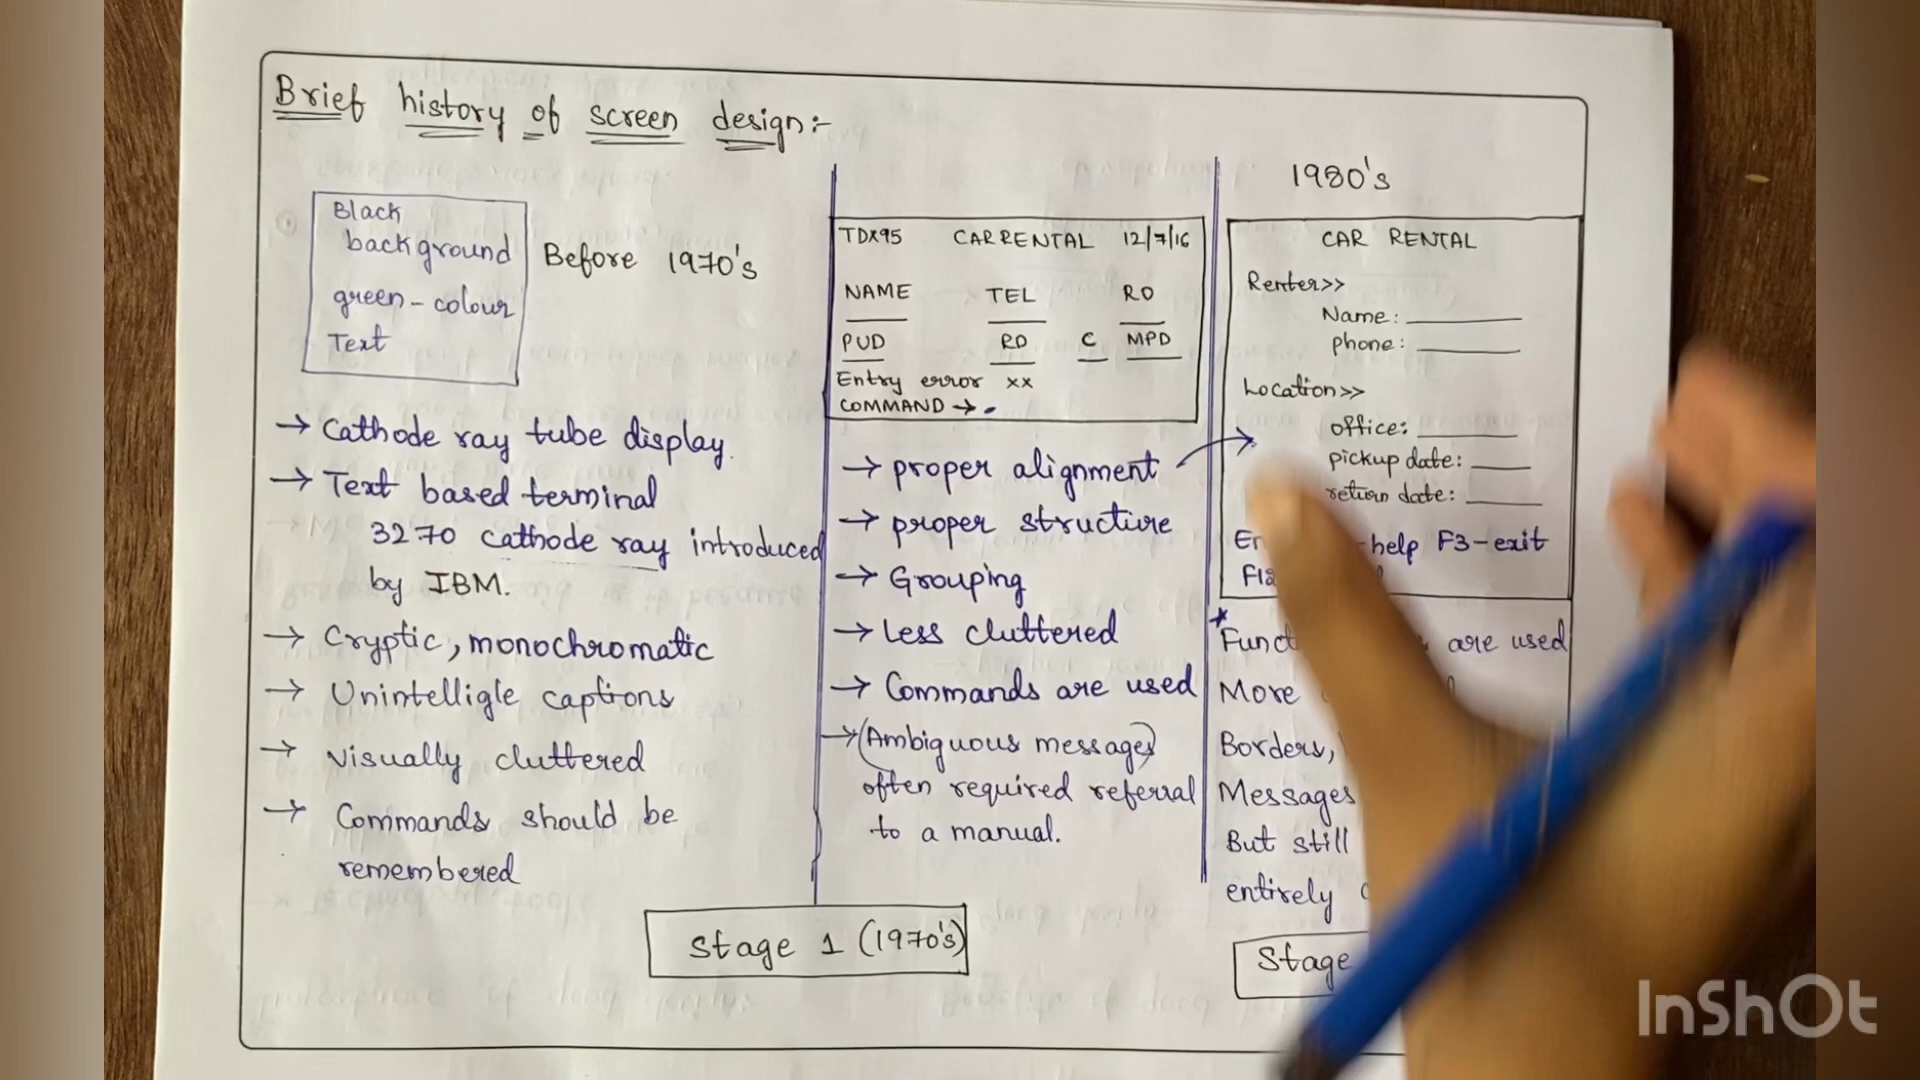 Brief history of screen design:-
Black
background
green-colour
Text
Before 1970's
→ Cathode ray tube display.
→ Text based terminal
3270 cathode ray introduced
by IBM.
→ Cryptic, monochromatic
→ Unintelligle captions
→ Visually cluttered
→ Commands should be
remembered
TDX95 CARRENTAL 12/7/16
NAME TEL RO
PUD RD C MPD
Entry error xx
COMMAND →
→ proper alignment
→ proper structure
→ Grouping
→ Less cluttered
→ Commands are used
→ (Ambiguous messages)
often required referral
to a manual.
Stage 1 (1970's)
1980's
CAR RENTAL
Renter>>
Name:
phone:
Location>>
office:
pickup date:
return date:
help F3-exit
are used
More
Borders,
Messages
But still
entirely
Stage
InShOt